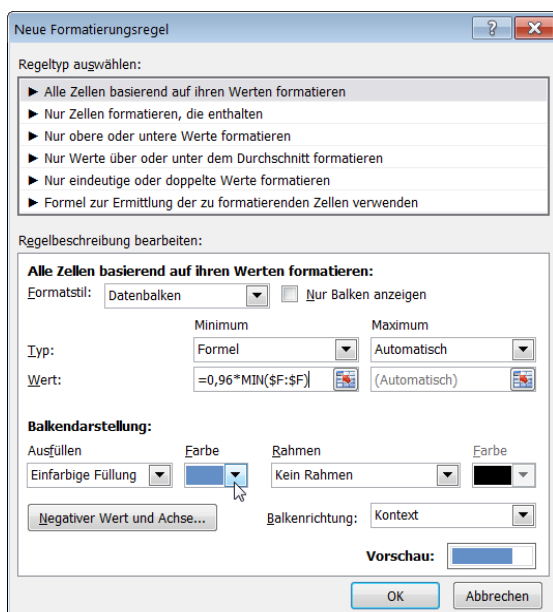 Neue Formatierungsregel
Regeltyp auswählen:
► Alle Zellen basierend auf ihren Werten formatieren
► Nur Zellen formatieren, die enthalten
► Nur obere oder untere Werte formatieren
► Nur Werte über oder unter dem Durchschnitt formatieren
► Nur eindeutige oder doppelte Werte formatieren
► Formel zur Ermittlung der zu formatierenden Zellen verwenden
Regelbeschreibung bearbeiten:
Alle Zellen basierend auf ihren Werten formatieren:
Formatstil: Datenbalken Nur Balken anzeigen
Minimum Maximum
Typ: Formel Automatisch
Wert: =0,96*MIN($F:$F) (Automatisch)
Balkendarstellung:
Ausfüllen Farbe Rahmen Farbe
Einfarbige Füllung Kein Rahmen
Negativer Wert und Achse... Balkenrichtung: Kontext
Vorschau:
OK Abbrechen